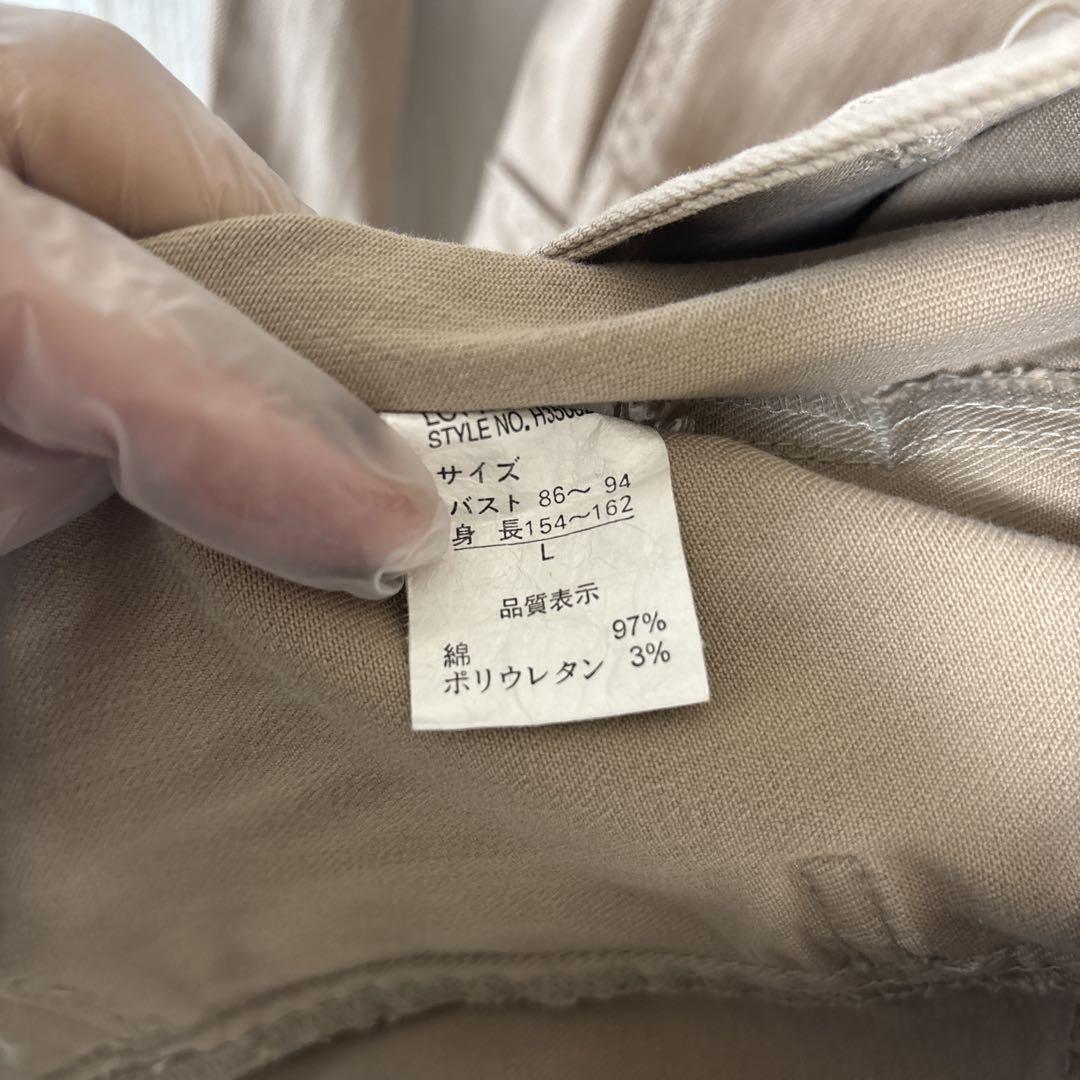 STYLE NO. H3500
サイズ
バスト 86～ 94
身 長154～162
L
品質表示
綿 97%
ポリウレタン 3%